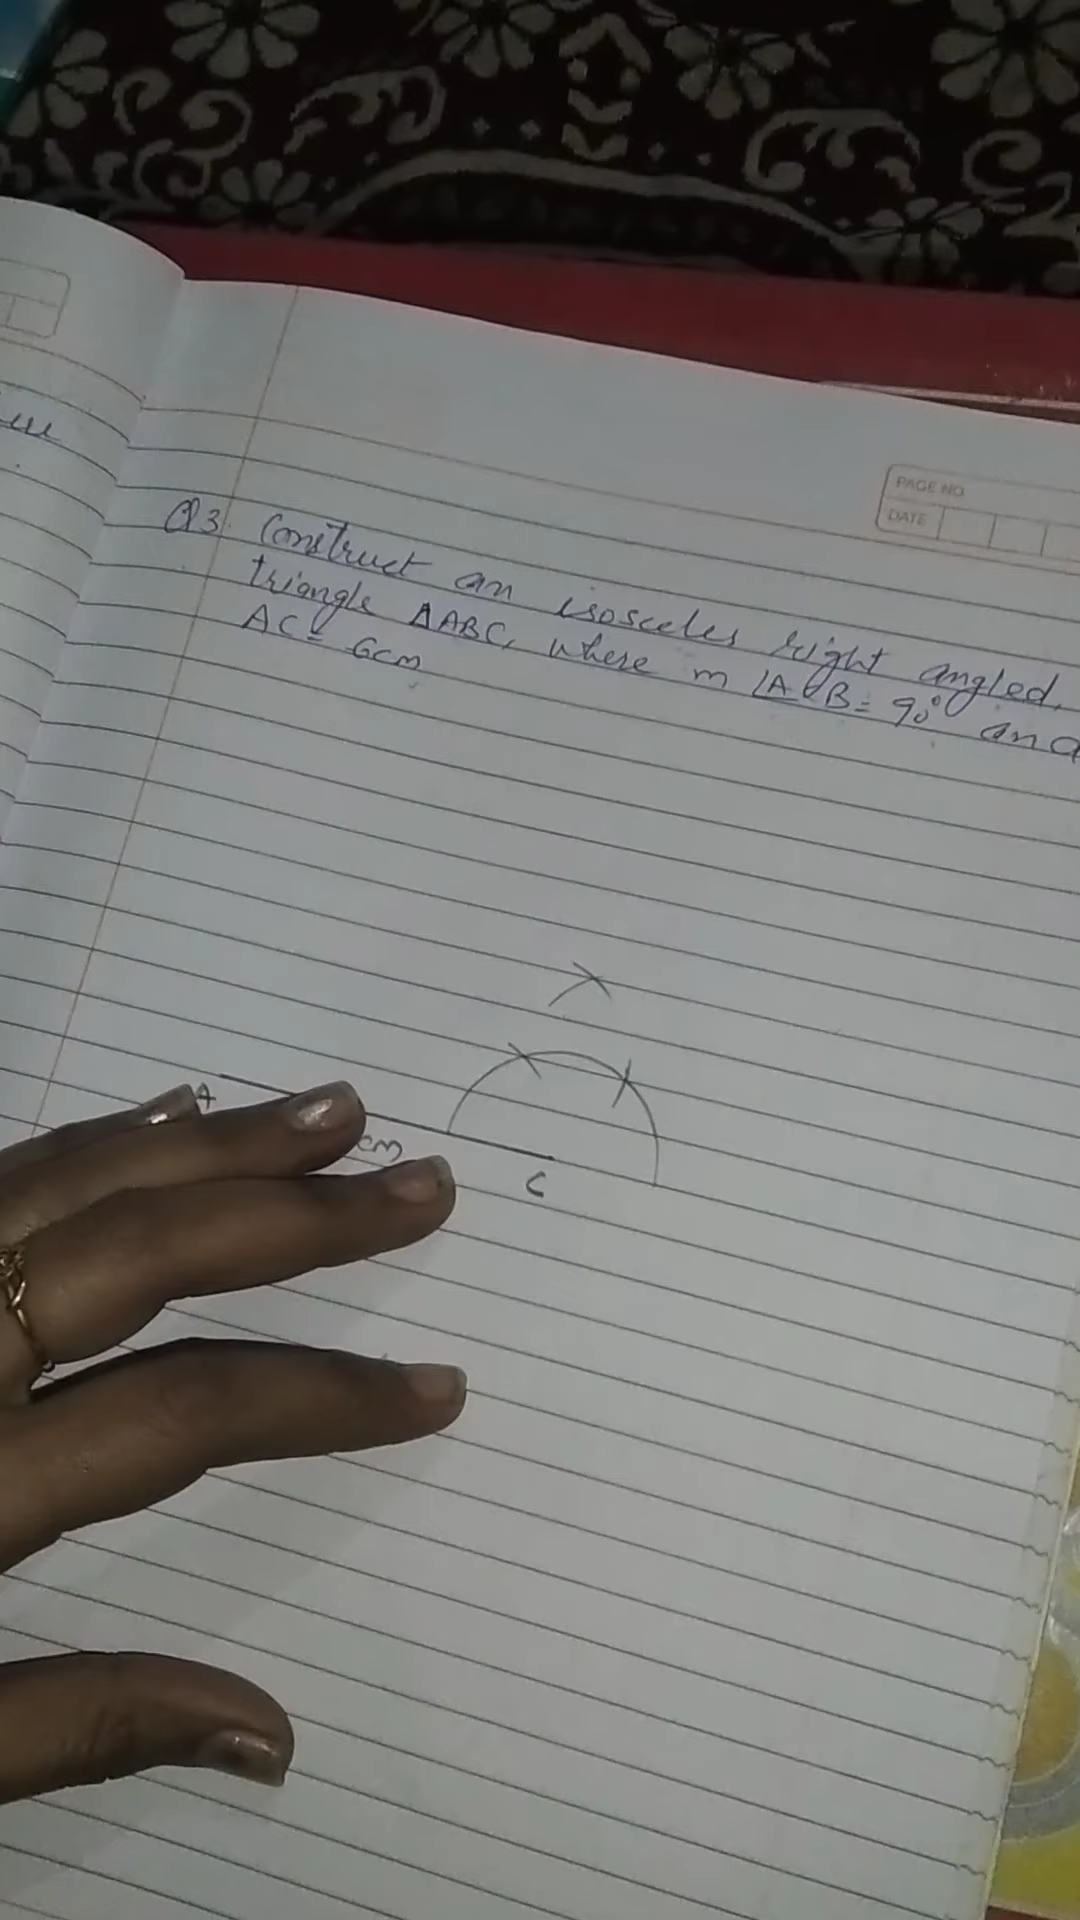 PAGE NO.
DATE
Q3. Construct an isosceles right angled
triangle ΔABC, where m ∠ACB = 90° and
AC = 6cm
A
cm
C